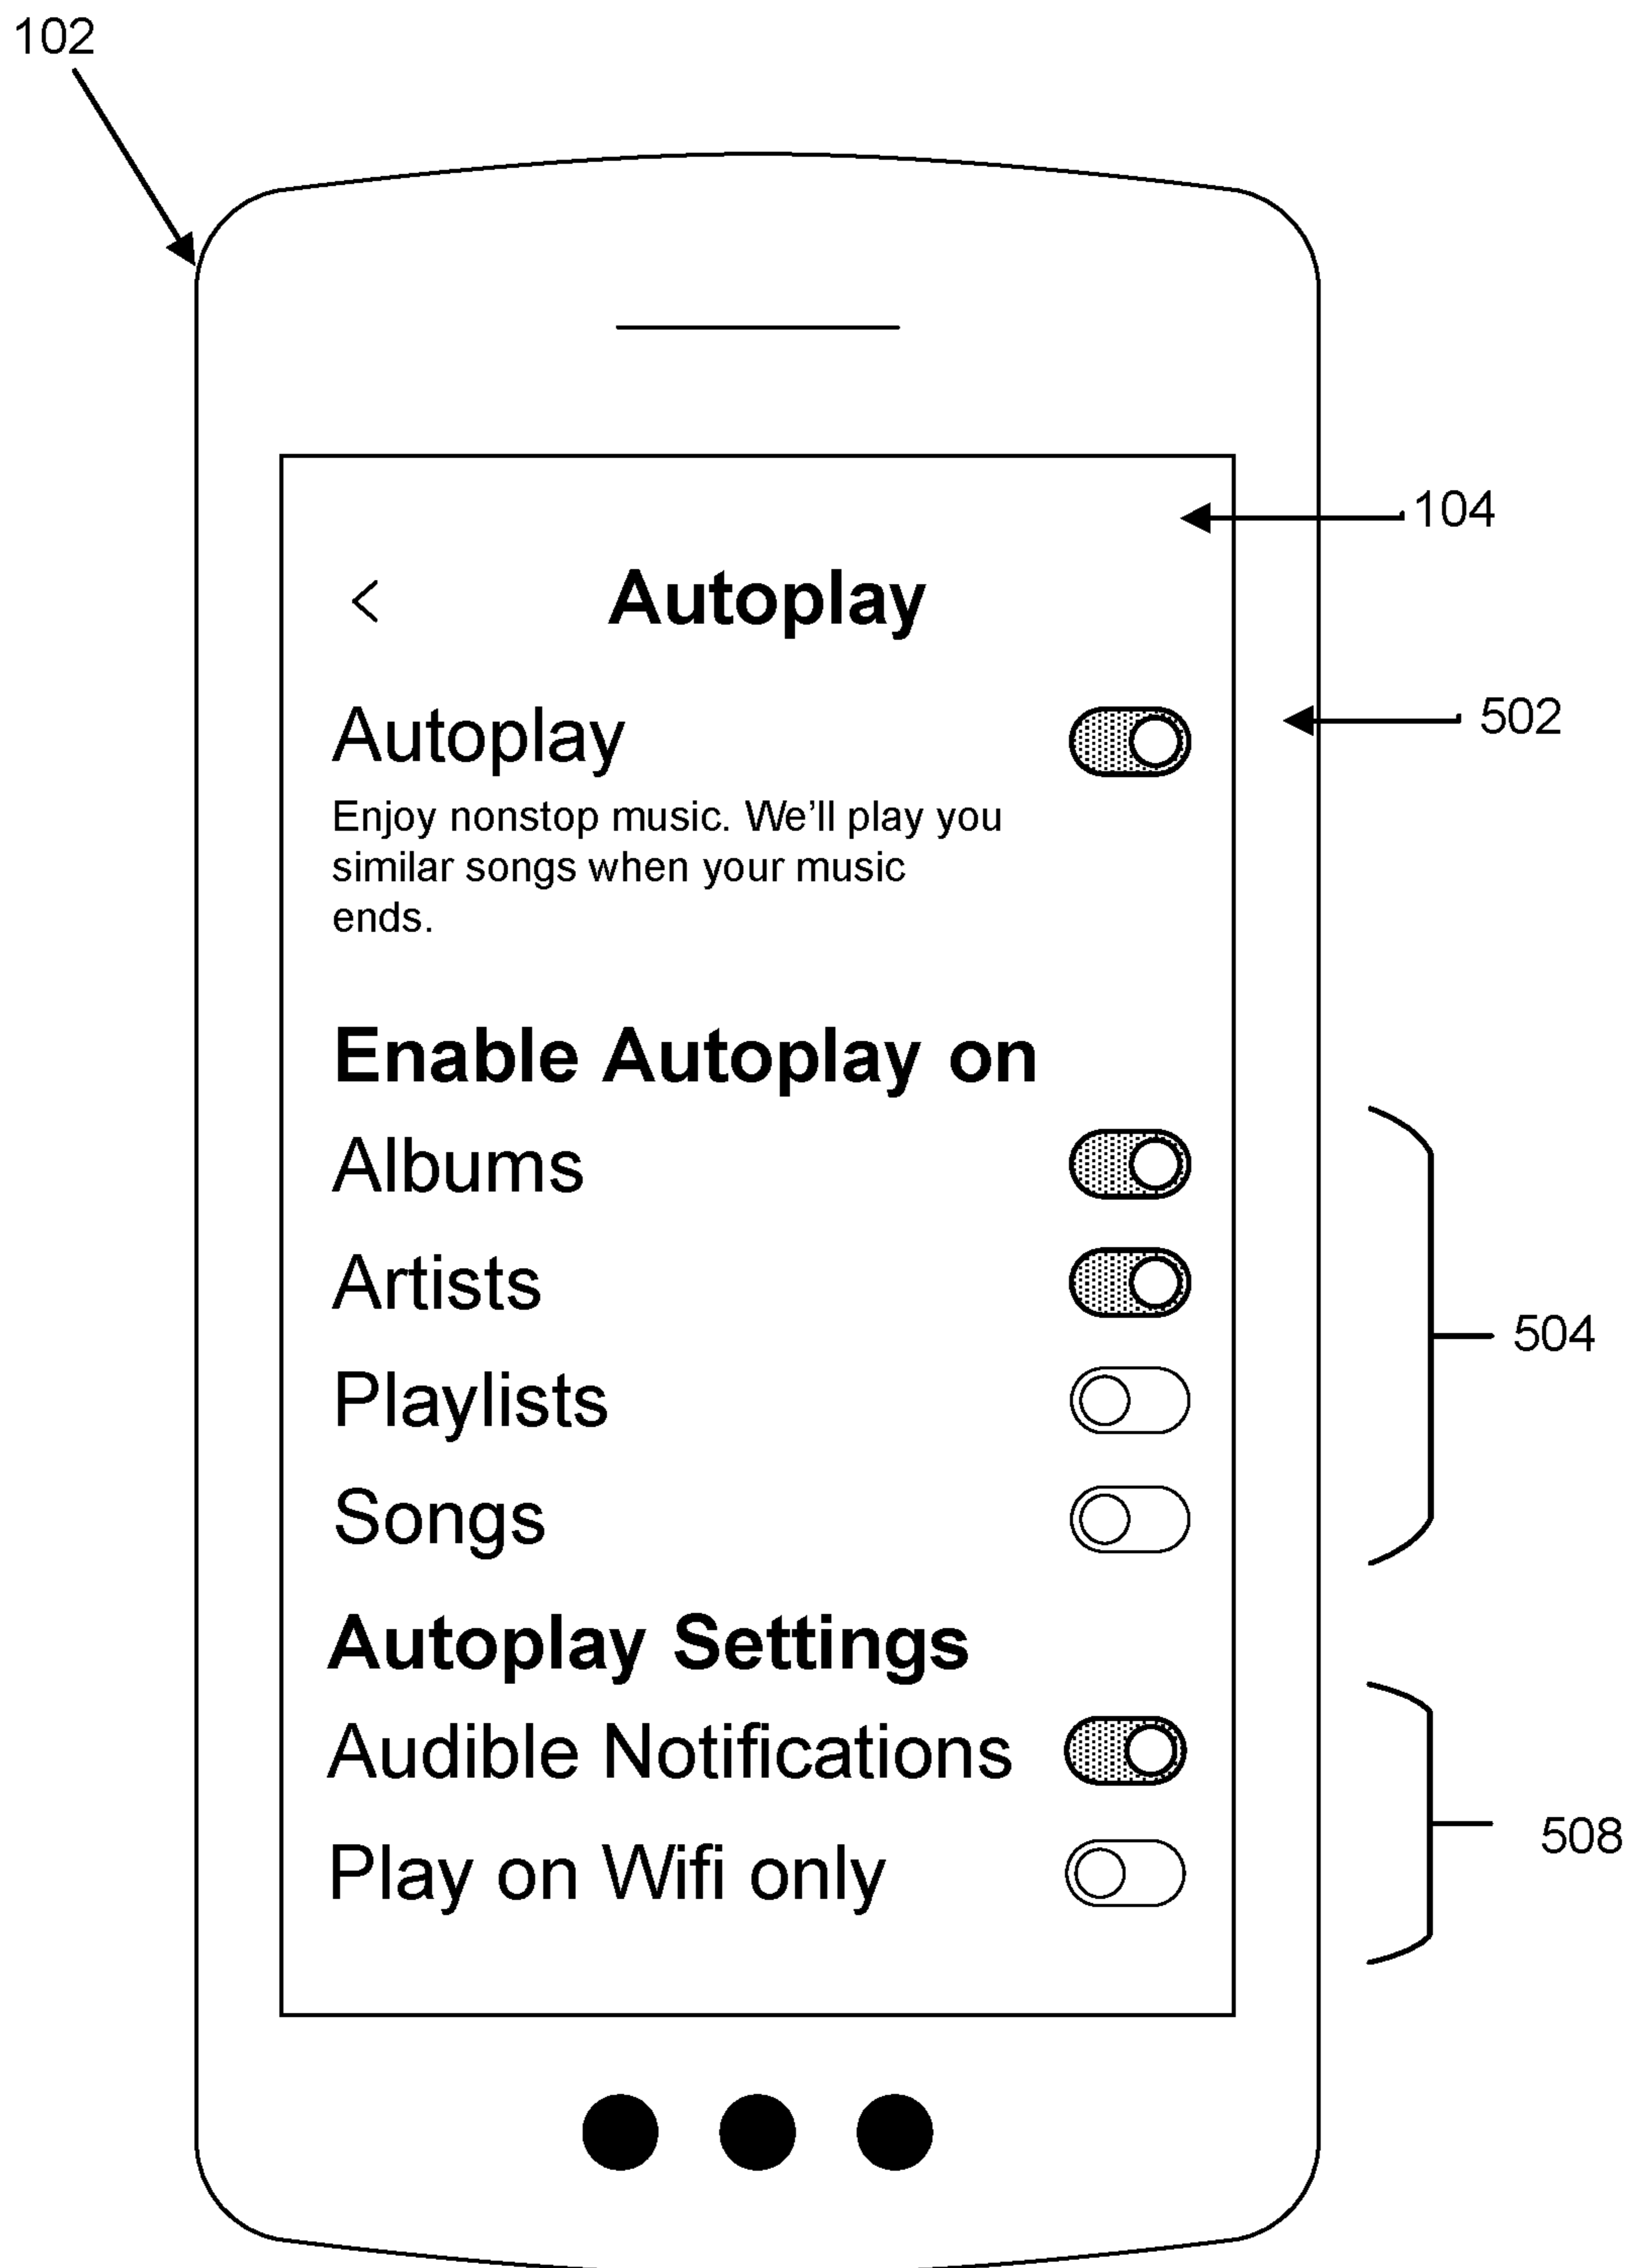 102
104
< Autoplay
Autoplay
502
Enjoy nonstop music. We'll play you
similar songs when your music
ends.
Enable Autoplay on
Albums
Artists
504
Playlists
Songs
Autoplay Settings
Audible Notifications
508
Play on Wifi only